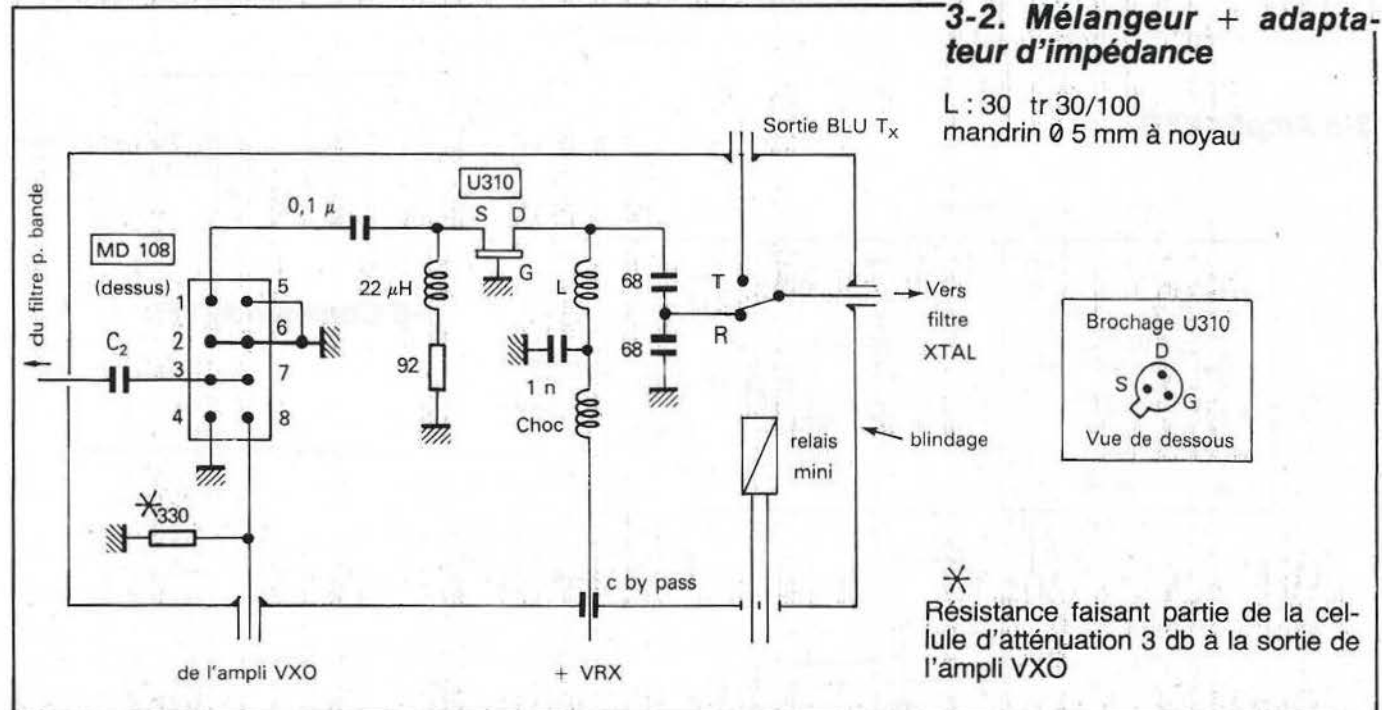 3-2. Mélangeur + adapta-
teur d'impédance
L : 30 tr 30/100
mandrin Ø 5 mm à noyau
Sortie BLU Tx
du filtre p. bande
U310
S D
G
0,1 μ
MD 108
(dessus)
1 5
2 6
3 7
4 8
C2
22 μH
92
L
1 n
Choc
68
68
T
R
Vers
filtre
XTAL
relais
mini
blindage
Brochage U310
D
S
G
Vue de dessous
330
c by pass
de l'ampli VXO
+ VRX
Résistance faisant partie de la cel-
lule d'atténuation 3 db à la sortie de
l'ampli VXO